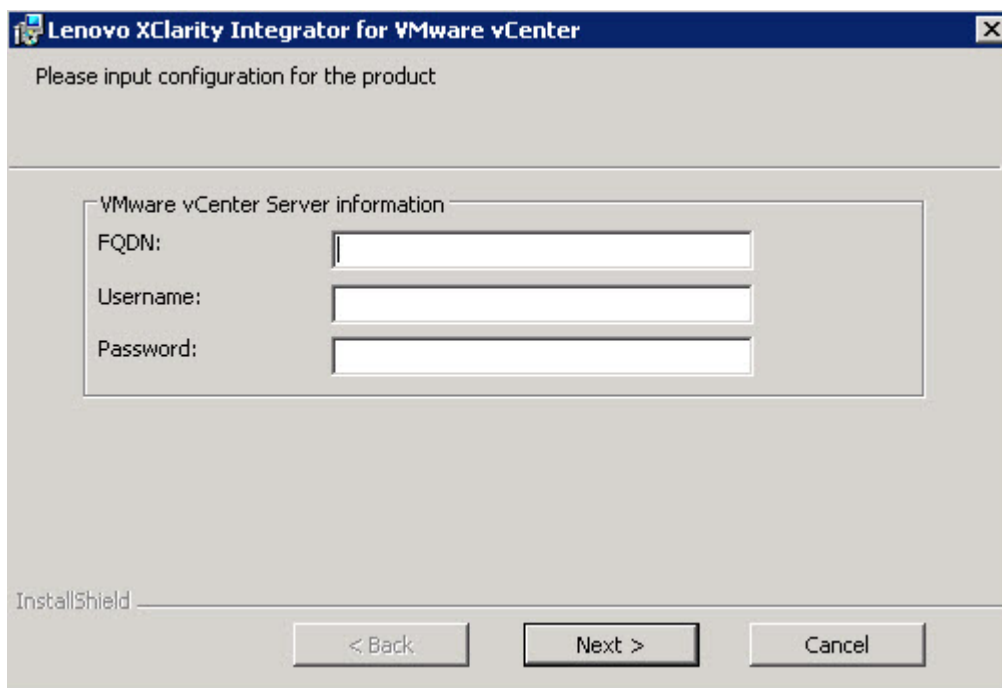 Lenovo XClarity Integrator for VMware vCenter
Please input configuration for the product
VMware vCenter Server information
FQDN:
Username:
Password:
InstallShield
< Back Next > Cancel